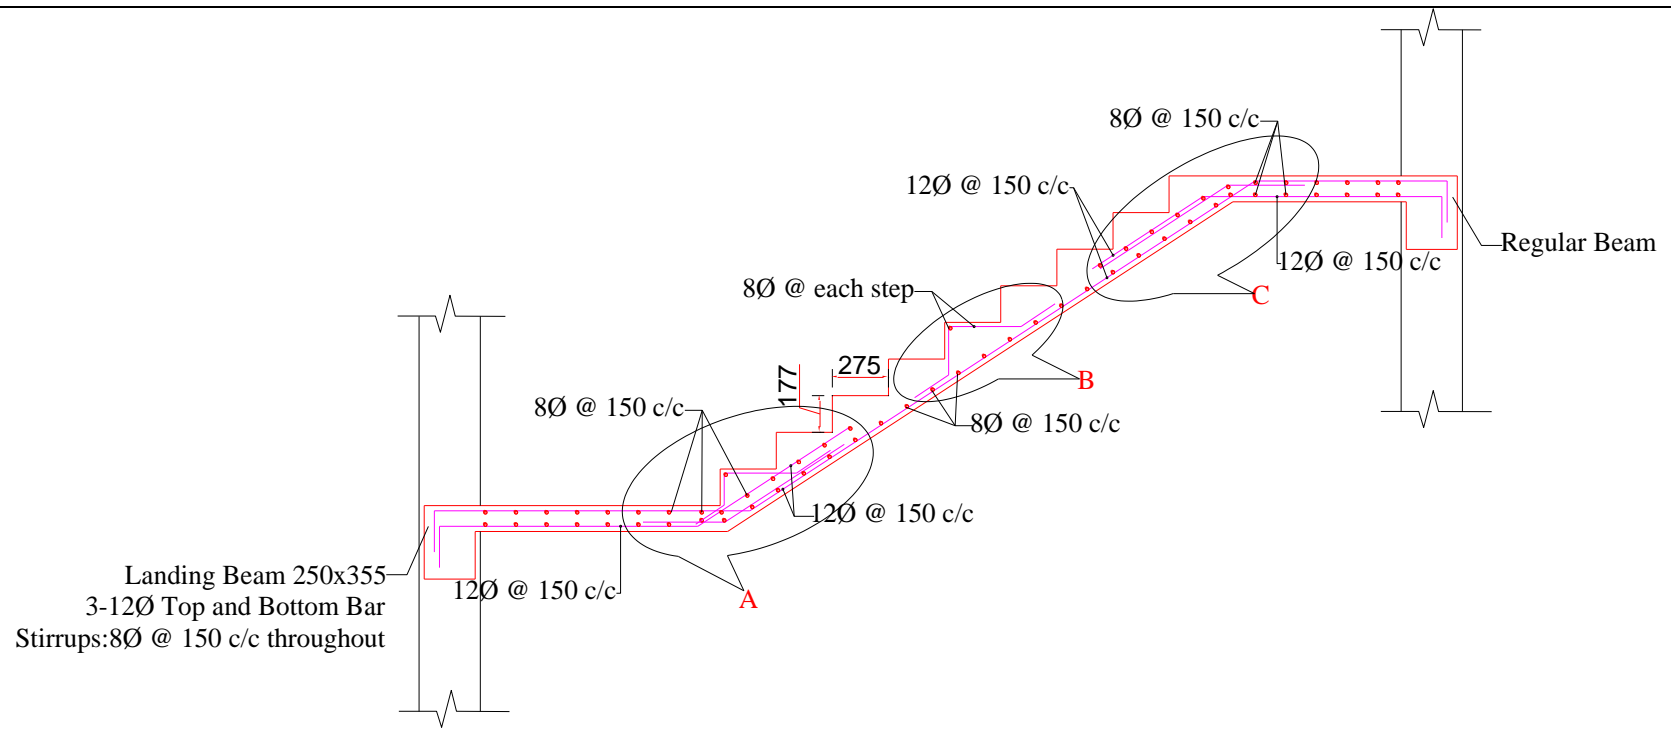 8Ø @ 150 c/c
12Ø @ 150 c/c
Regular Beam
12Ø @ 150 c/c
8Ø @ each step
C
275
177
B
8Ø @ 150 c/c
8Ø @ 150 c/c
12Ø @ 150 c/c
Landing Beam 250x355
3-12Ø Top and Bottom Bar
Stirrups:8Ø @ 150 c/c throughout
12Ø @ 150 c/c
A